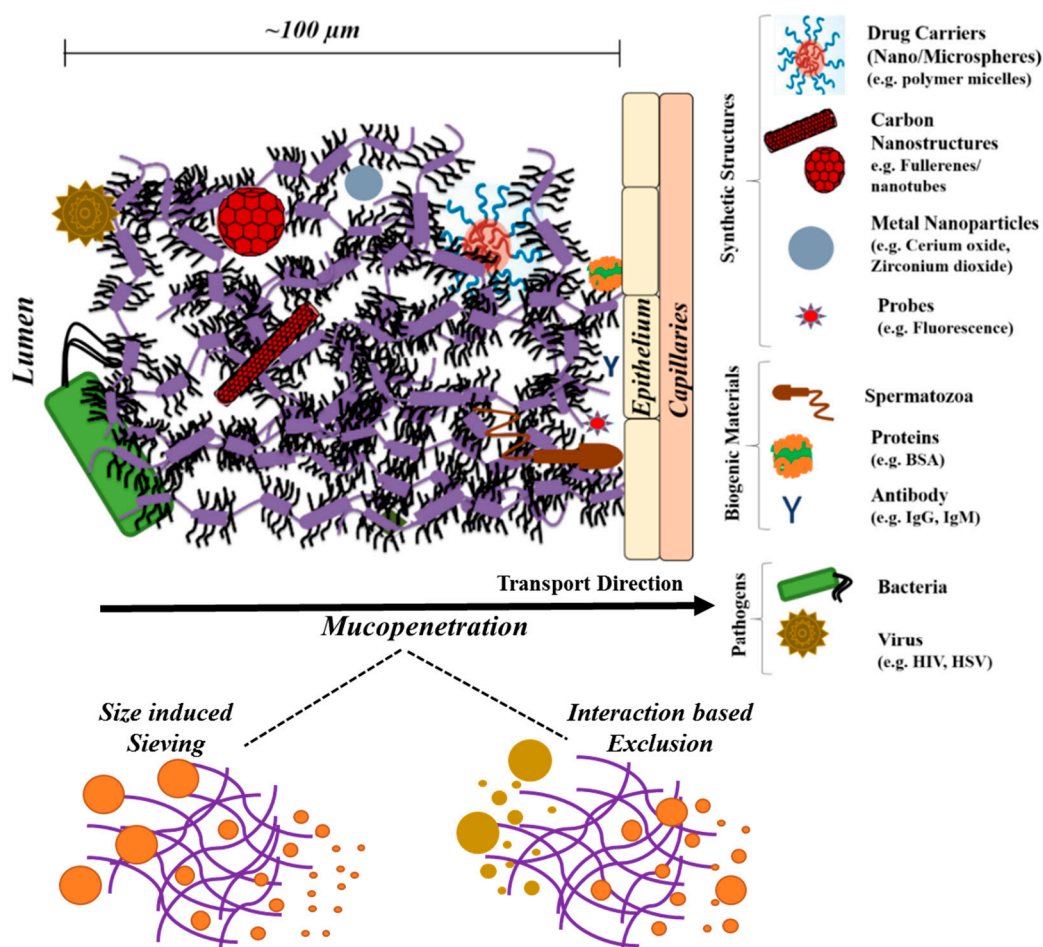 ~100 μm
Lumen
Epithelium
Capillaries
Transport Direction
Mucopenetration
Size induced
Sieving
Interaction based
Exclusion
Synthetic Structures
Drug Carriers
(Nano/Microspheres)
(e.g. polymer micelles)
Carbon
Nanostructures
e.g. Fullerenes/
nanotubes
Metal Nanoparticles
(e.g. Cerium oxide,
Zirconium dioxide)
Probes
(e.g. Fluorescence)
Biogenic Materials
Spermatozoa
Proteins
(e.g. BSA)
Antibody
(e.g. IgG, IgM)
Pathogens
Bacteria
Virus
(e.g. HIV, HSV)